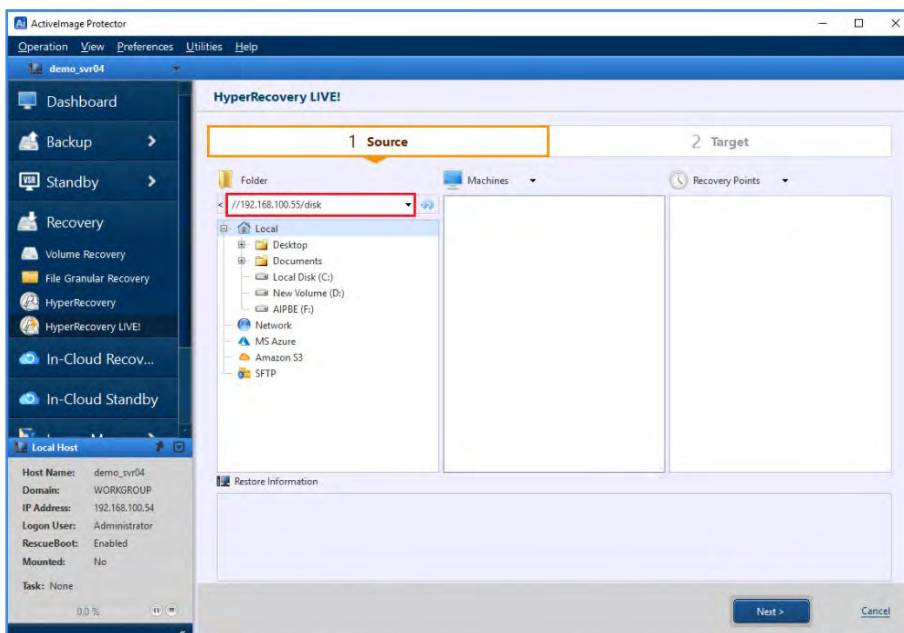 ActiveImage Protector
Operation View Preferences Utilities Help
demo_svr04
Dashboard
Backup
Standby
Recovery
Volume Recovery
File Granular Recovery
HyperRecovery
HyperRecovery LIVE!
In-Cloud Recov...
In-Cloud Standby
Local Host
Host Name: demo_svr04
Domain: WORKGROUP
IP Address: 192.168.100.54
Logon User: Administrator
RescueBoot: Enabled
Mounted: No
Task: None
0.0 %
HyperRecovery LIVE!
1 Source
2 Target
Folder
Machines
Recovery Points
< //192.168.100.55/disk
Local
Desktop
Documents
Local Disk (C:)
New Volume (D:)
AIPBE (F:)
Network
MS Azure
Amazon S3
SFTP
Restore Information
Next >
Cancel